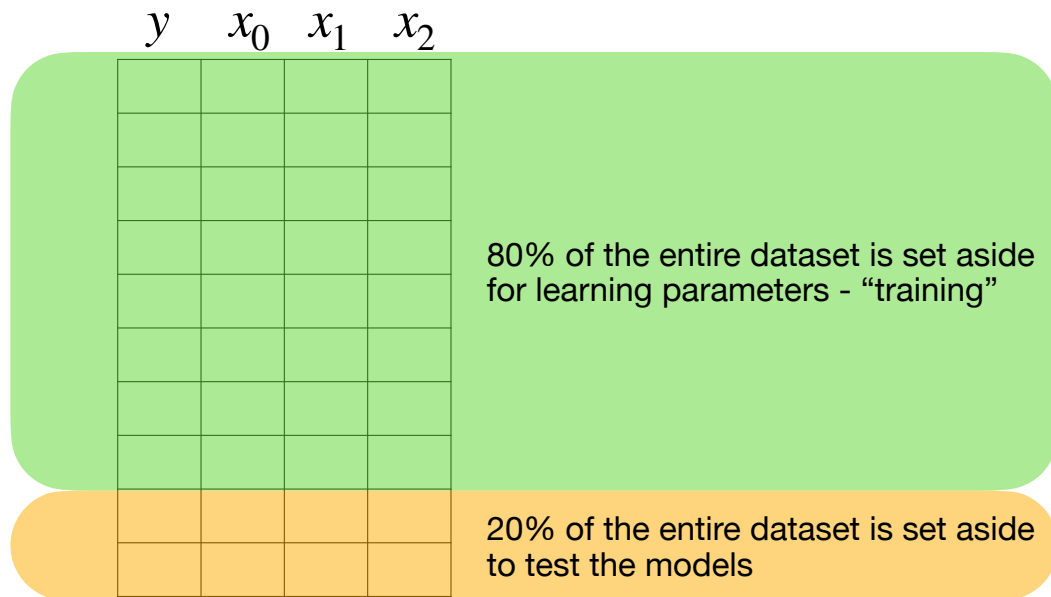 y x₀ x₁ x₂
80% of the entire dataset is set aside
for learning parameters - “training”
20% of the entire dataset is set aside
to test the models